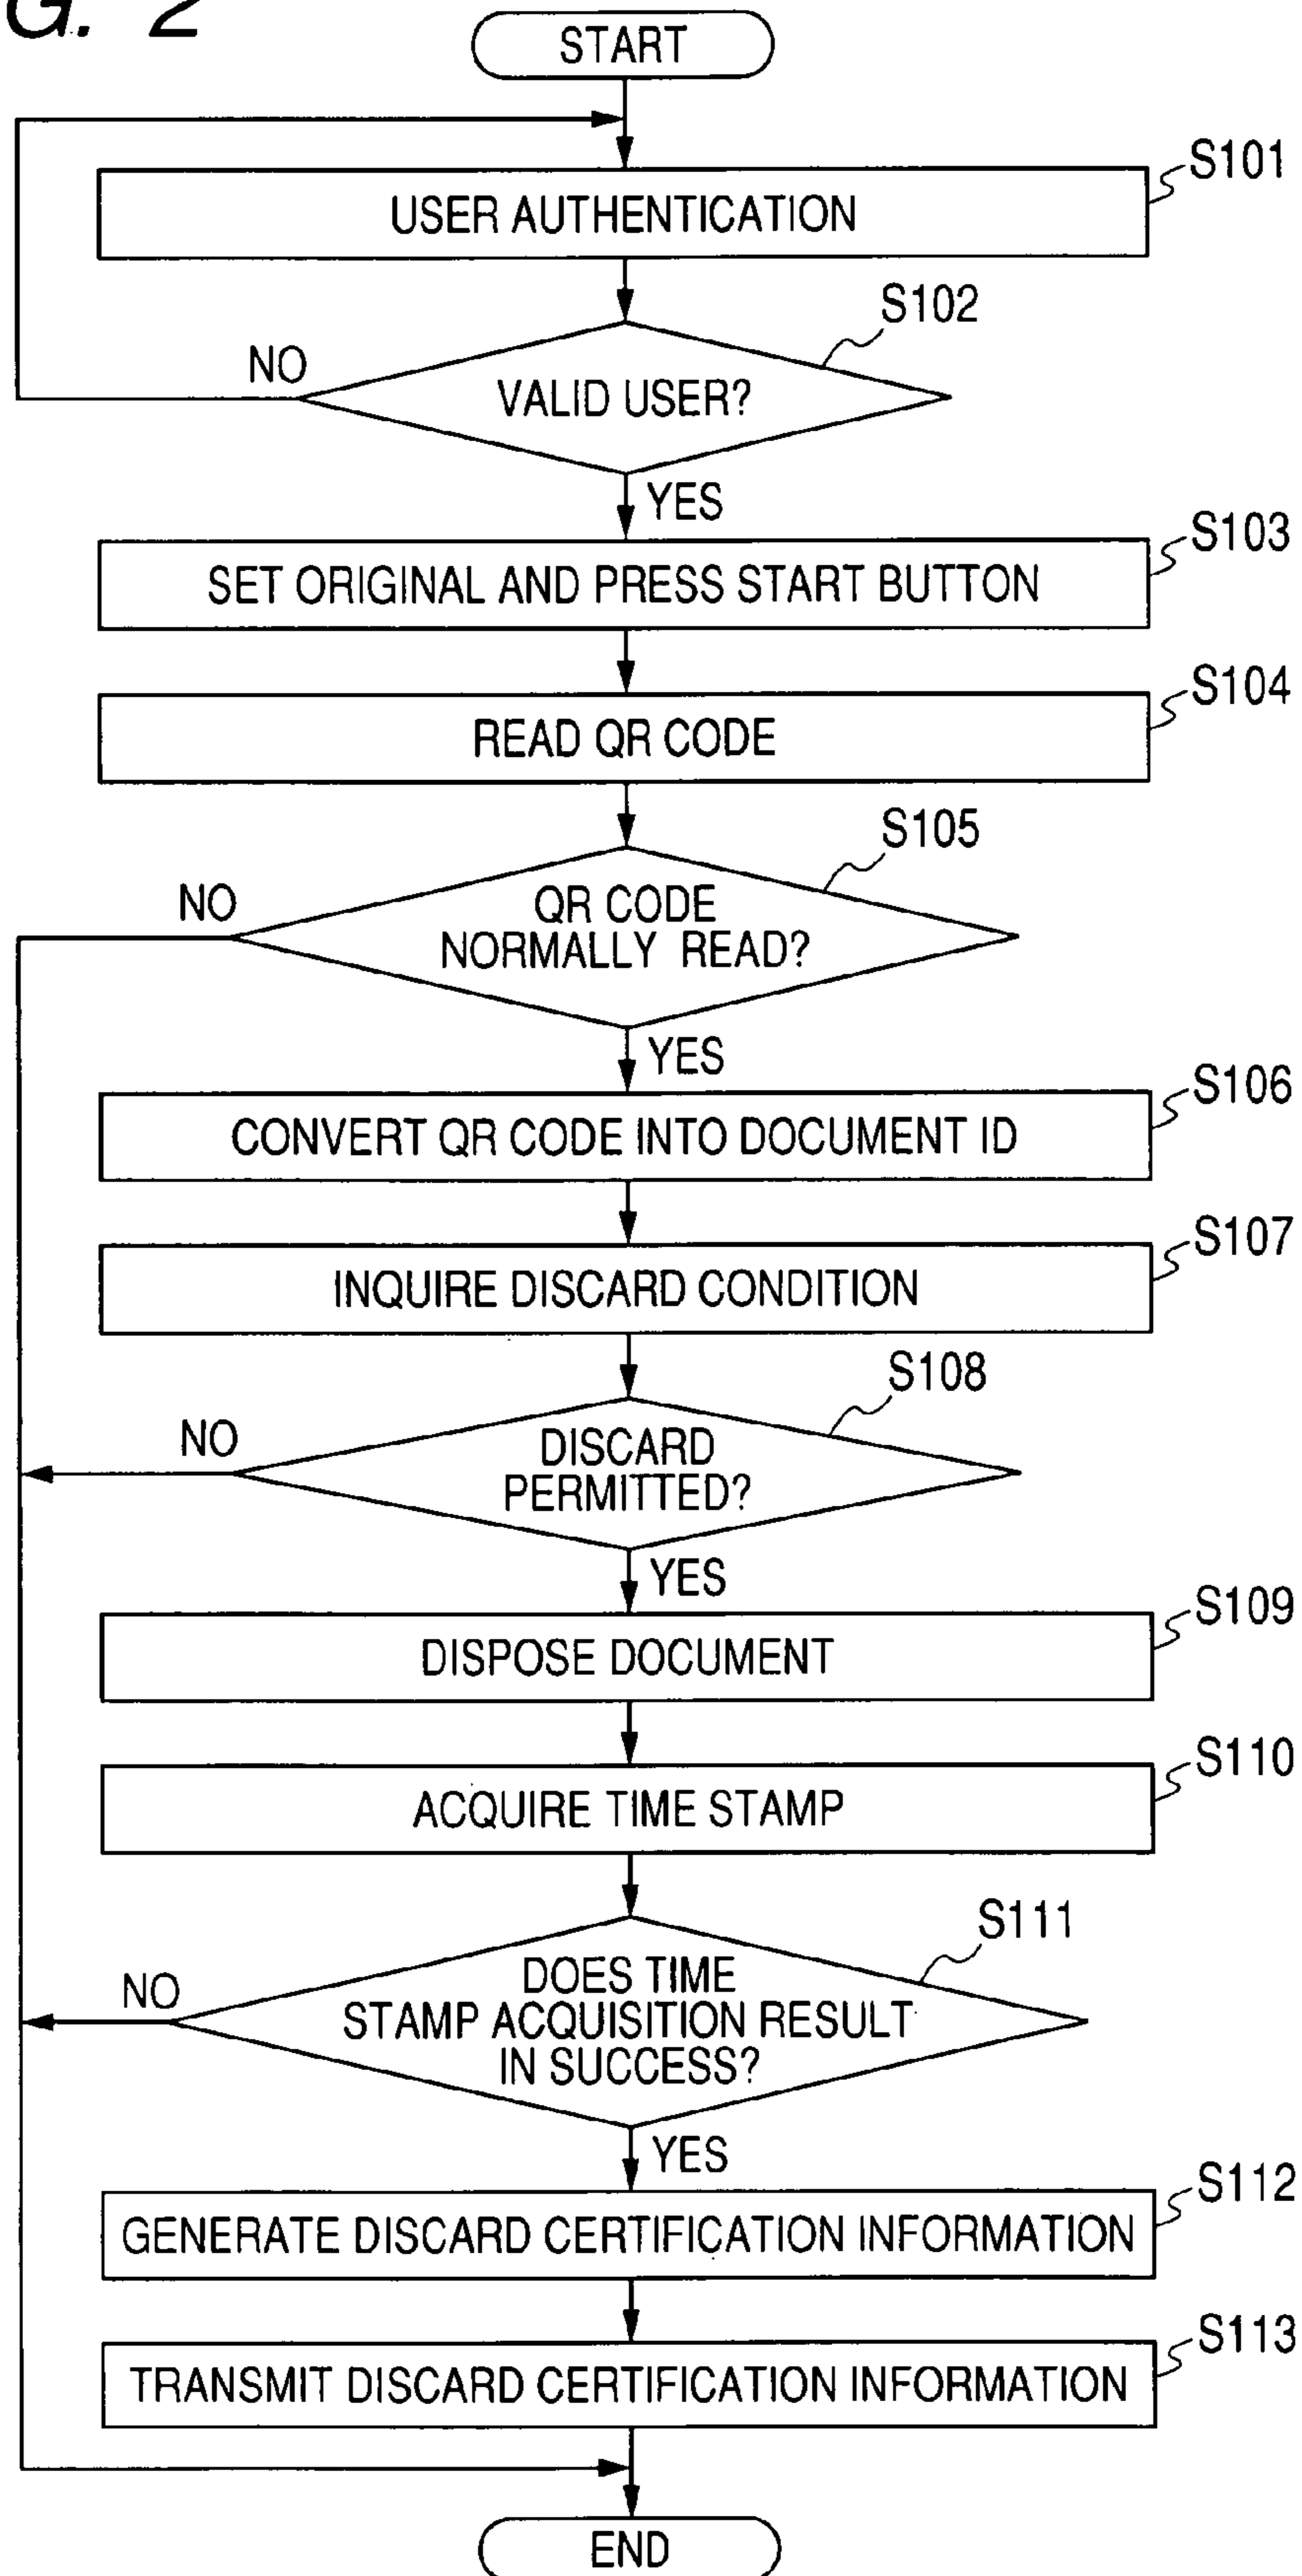 G. 2
START
S101
USER AUTHENTICATION
S102
NO
VALID USER?
YES
S103
SET ORIGINAL AND PRESS START BUTTON
S104
READ QR CODE
S105
NO
QR CODE
NORMALLY READ?
YES
S106
CONVERT QR CODE INTO DOCUMENT ID
S107
INQUIRE DISCARD CONDITION
S108
NO
DISCARD
PERMITTED?
YES
S109
DISPOSE DOCUMENT
S110
ACQUIRE TIME STAMP
S111
NO
DOES TIME
STAMP ACQUISITION RESULT
IN SUCCESS?
YES
S112
GENERATE DISCARD CERTIFICATION INFORMATION
S113
TRANSMIT DISCARD CERTIFICATION INFORMATION
END